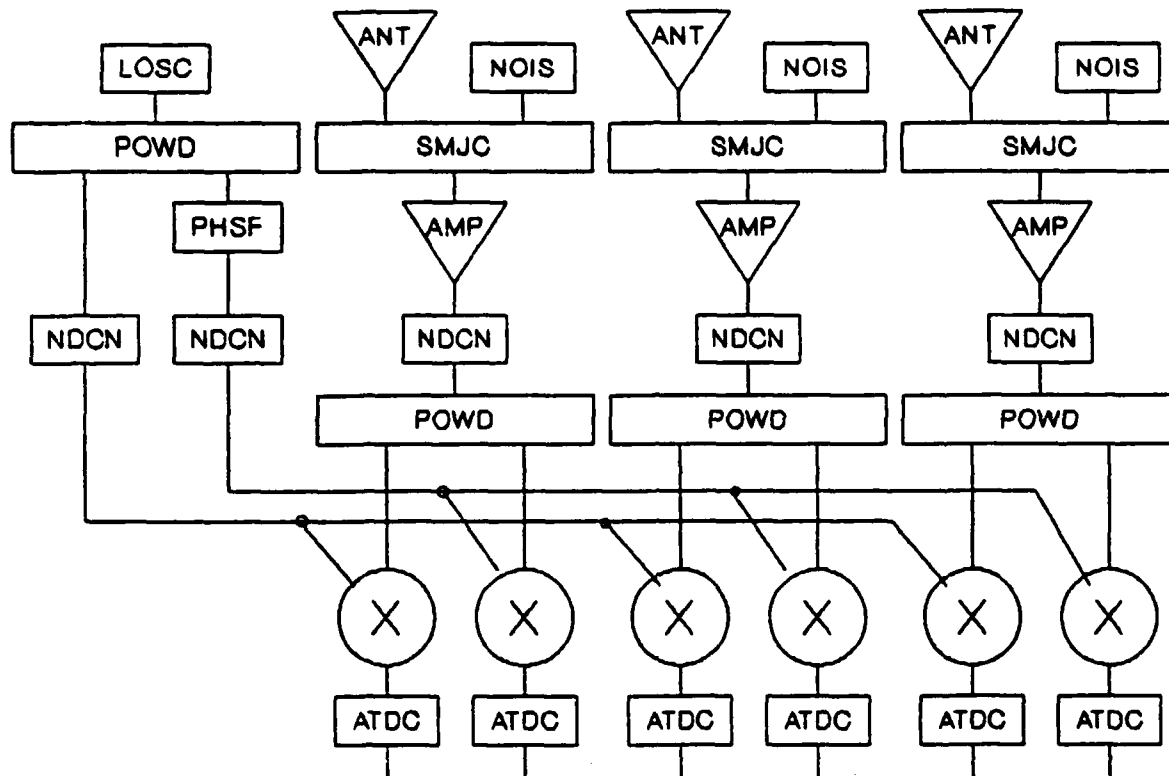 ANT ANT ANT
LOSC NOIS NOIS NOIS
POWD SMJC SMJC SMJC
PHSF AMP AMP AMP
NDCN NDCN NDCN NDCN NDCN
POWD POWD POWD
X X X X X X
ATDC ATDC ATDC ATDC ATDC ATDC